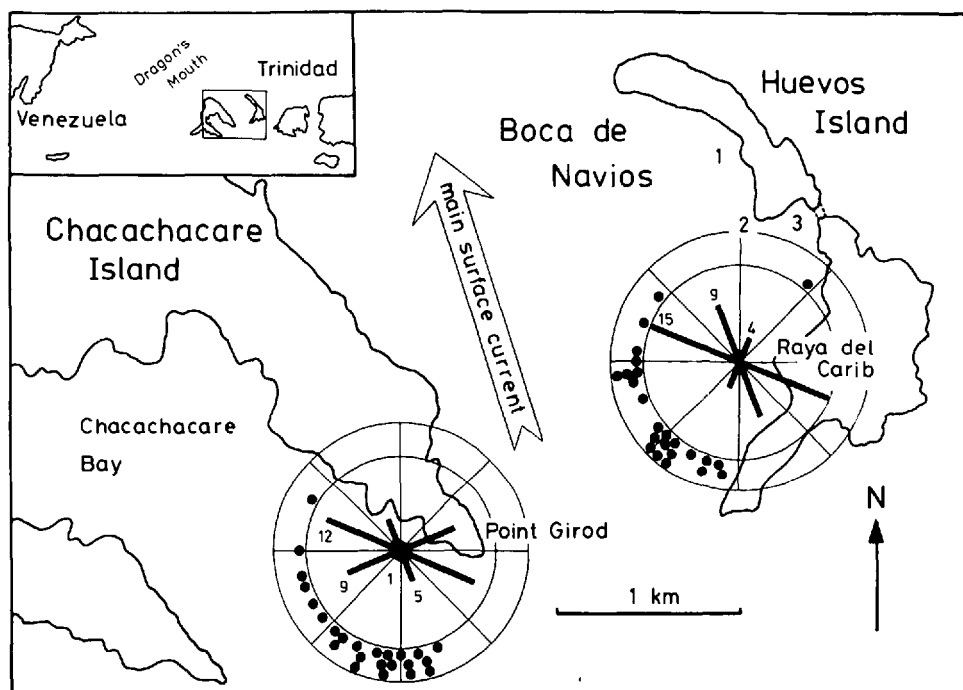 Dragon's
Mouth
Trinidad
Venezuela
Huevos
Island
Boca de
Navios
1
2
3
main surface current
Chacachacare
Island
9
15
4
Raya del
Carib
Chacachacare
Bay
N
Point Girod
12
9
1
5
1 km